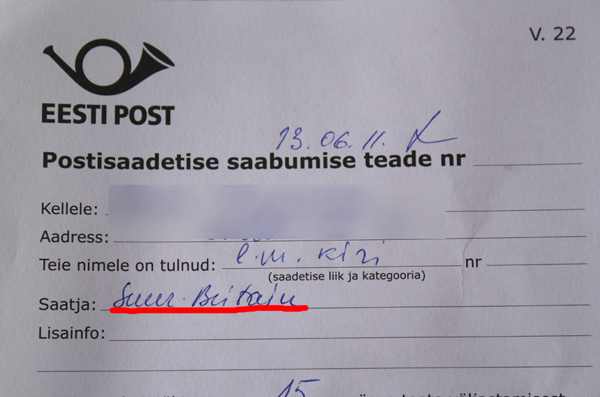 V. 22
EESTI POST
13.06.11.
Postisaadetise saabumise teade nr
Kellele:
Aadress:
Teie nimele on tulnud: l.m. kiri nr
(saadetise liik ja kategooria)
Saatja: Suur-Britain
Lisainfo:
15